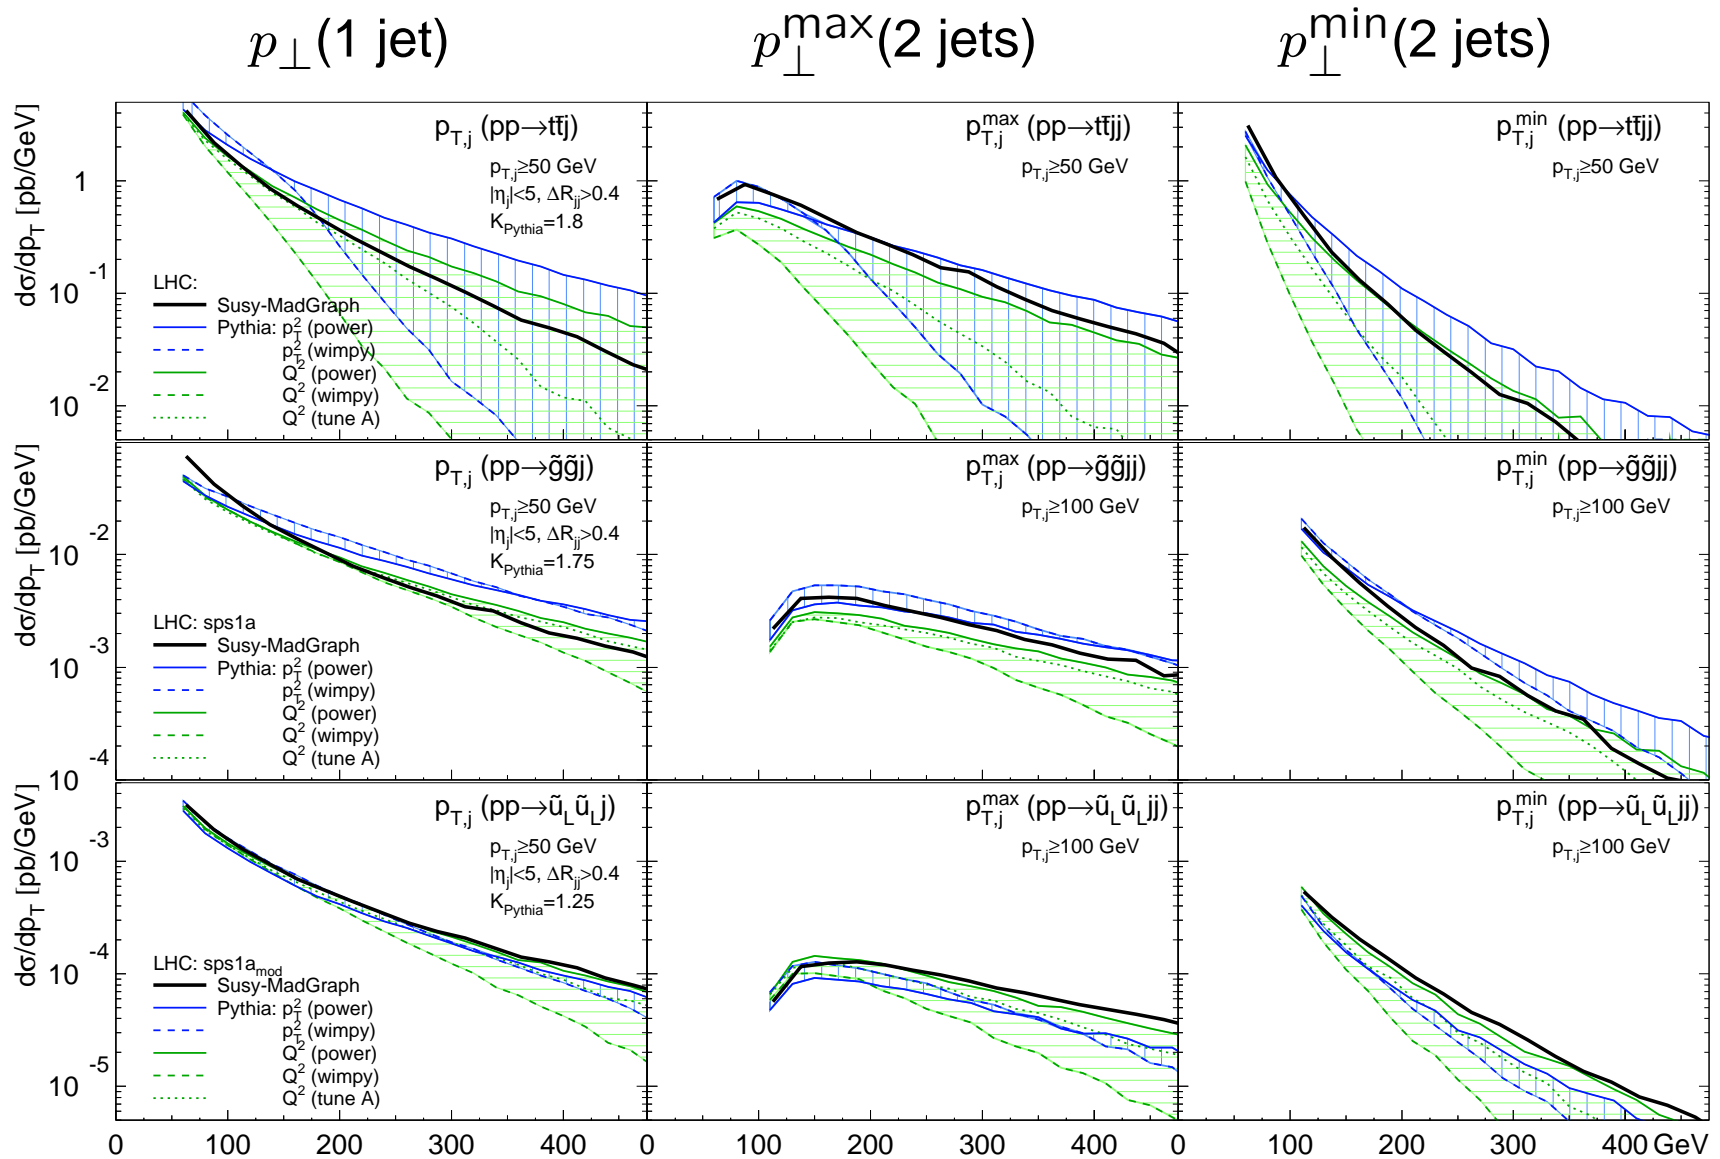 p⊥(1 jet)
p⊥max(2 jets)
p⊥min(2 jets)
dσ/dpT [pb/GeV]
1
10-1
10-2
pT,j (pp→tt̄j)
pT,j≥50 GeV
|ηj|<5, ΔRjj>0.4
KPythia=1.8
LHC:
Susy-MadGraph
Pythia: pT2 (power)
pT2 (wimpy)
Q2 (power)
Q2 (wimpy)
Q2 (tune A)
pT,jmax (pp→tt̄jj)
pT,j≥50 GeV
pT,jmin (pp→tt̄jj)
pT,j≥50 GeV
dσ/dpT [pb/GeV]
10-2
10-3
10-4
pT,j (pp→g̃g̃j)
pT,j≥50 GeV
|ηj|<5, ΔRjj>0.4
KPythia=1.75
LHC: sps1a
Susy-MadGraph
Pythia: pT2 (power)
pT2 (wimpy)
Q2 (power)
Q2 (wimpy)
Q2 (tune A)
pT,jmax (pp→g̃g̃jj)
pT,j≥100 GeV
pT,jmin (pp→g̃g̃jj)
pT,j≥100 GeV
dσ/dpT [pb/GeV]
10-3
10-4
10-5
pT,j (pp→ũLũLj)
pT,j≥50 GeV
|ηj|<5, ΔRjj>0.4
KPythia=1.25
LHC: sps1amod
Susy-MadGraph
Pythia: pT2 (power)
pT2 (wimpy)
Q2 (power)
Q2 (wimpy)
Q2 (tune A)
pT,jmax (pp→ũLũLjj)
pT,j≥100 GeV
pT,jmin (pp→ũLũLjj)
pT,j≥100 GeV
0 100 200 300 400 0 100 200 300 400 0 100 200 300 400 GeV